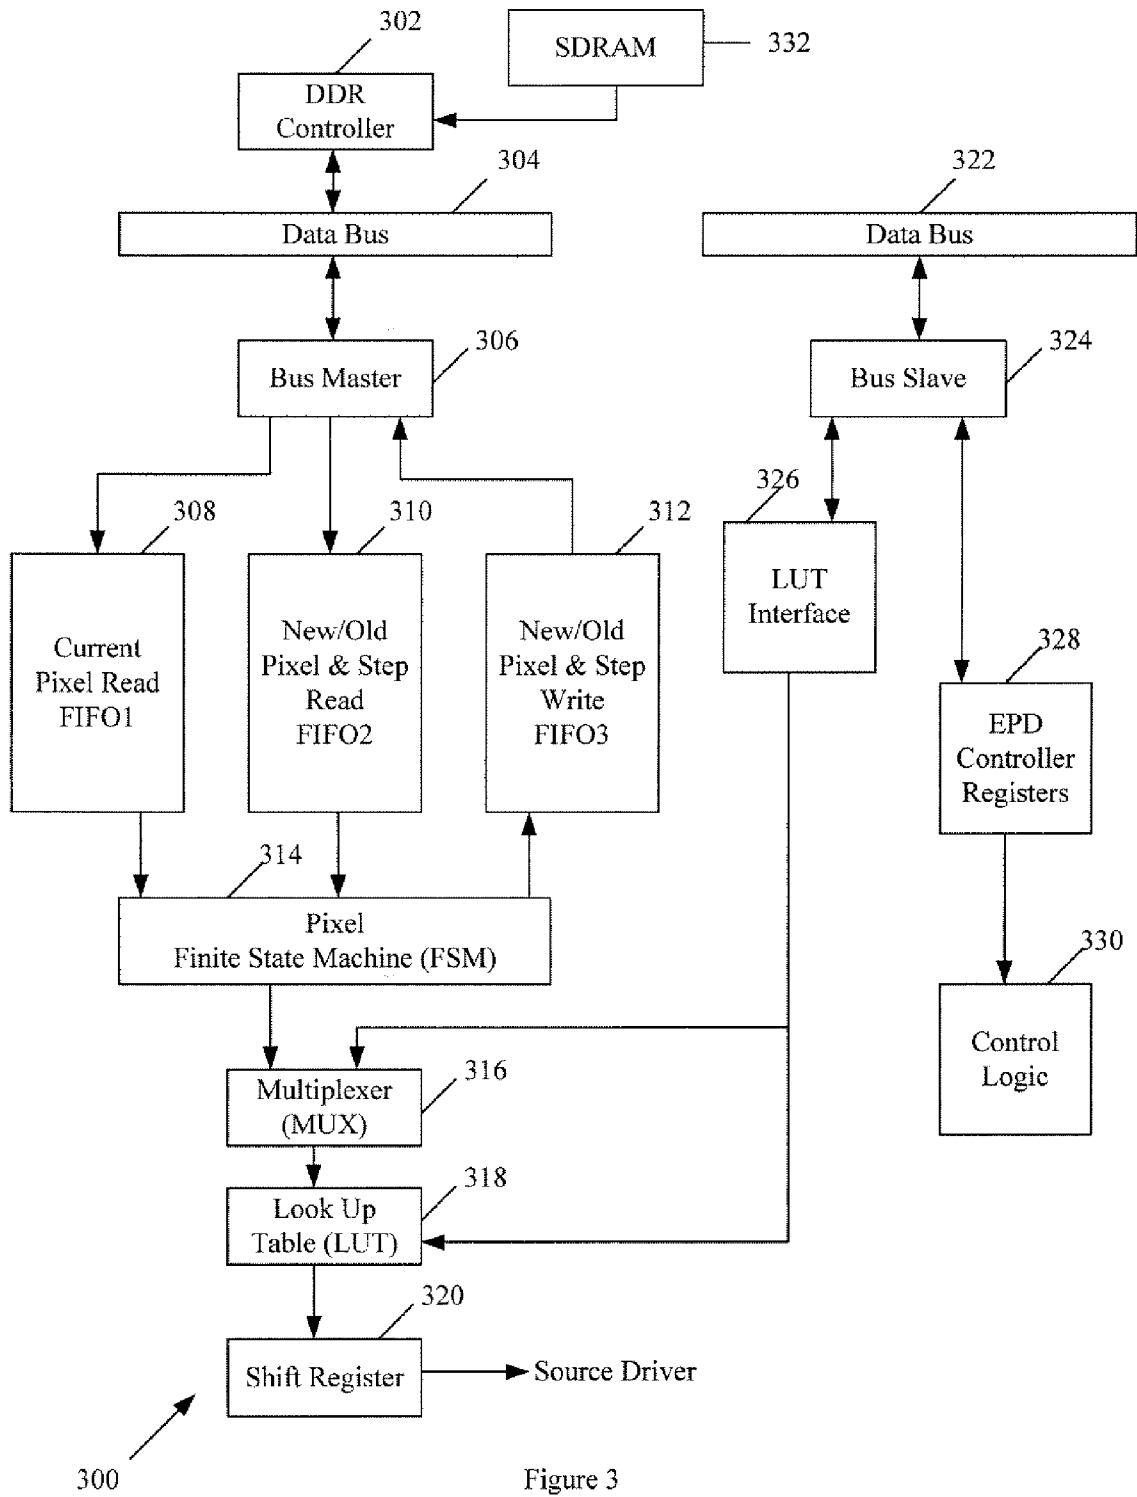 302
SDRAM
332
DDR
Controller
304
322
Data Bus
Data Bus
306
324
Bus Master
Bus Slave
326
308
310
312
LUT
Interface
Current
Pixel Read
FIFO1
New/Old
Pixel & Step
Read
FIFO2
New/Old
Pixel & Step
Write
FIFO3
328
EPD
Controller
Registers
314
Pixel
Finite State Machine (FSM)
330
Control
Logic
316
Multiplexer
(MUX)
318
Look Up
Table (LUT)
320
Shift Register
Source Driver
300
Figure 3